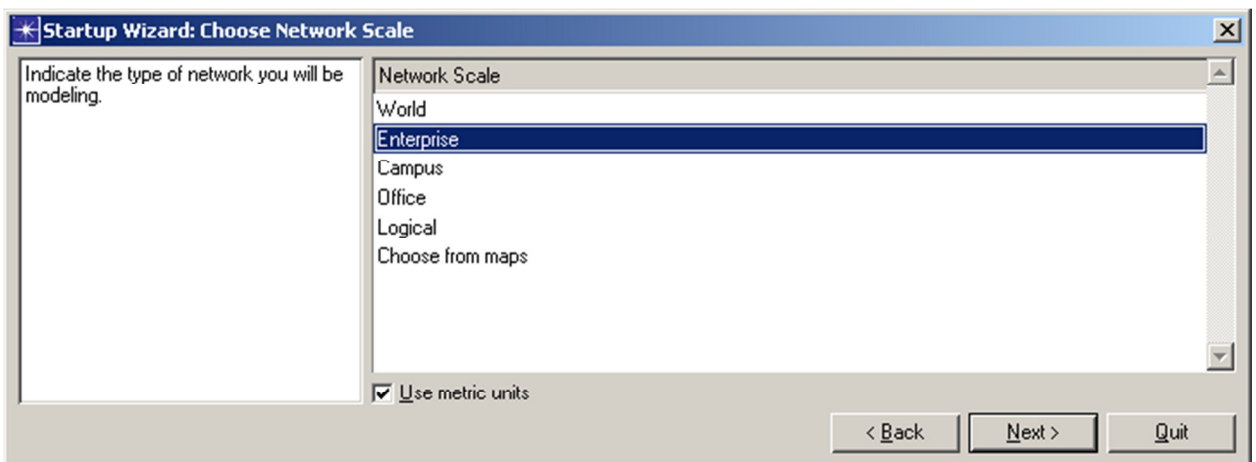 Startup Wizard: Choose Network Scale
Indicate the type of network you will be
modeling.
Network Scale
World
Enterprise
Campus
Office
Logical
Choose from maps
Use metric units
< Back
Next >
Quit